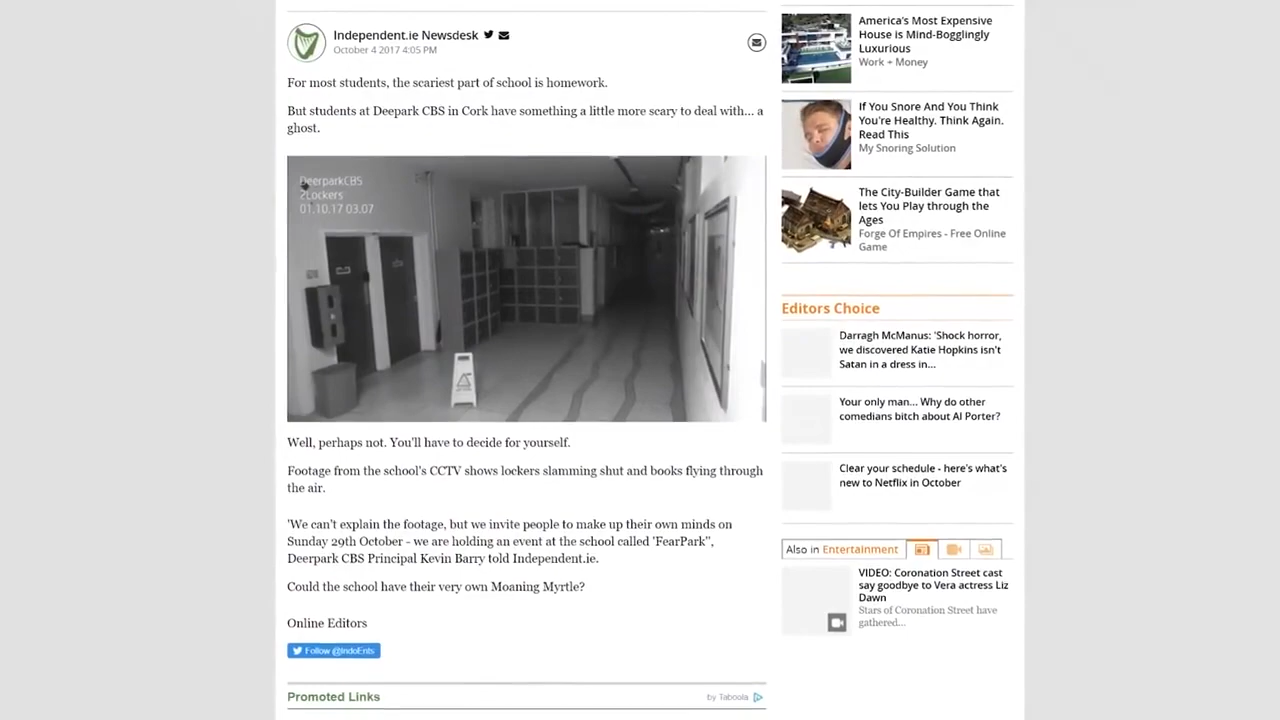 Independent.ie Newsdesk
October 4 2017 4:05 PM
For most students, the scariest part of school is homework.
But students at Deepark CBS in Cork have something a little more scary to deal with... a
ghost.
DeerparkCBS
2Lockers
01.10.17 03.07
Well, perhaps not. You'll have to decide for yourself.
Footage from the school's CCTV shows lockers slamming shut and books flying through
the air.
'We can't explain the footage, but we invite people to make up their own minds on
Sunday 29th October - we are holding an event at the school called 'FearPark",
Deerpark CBS Principal Kevin Barry told Independent.ie.
Could the school have their very own Moaning Myrtle?
Online Editors
Follow @IndoEnts
Promoted Links
by Taboola
America's Most Expensive
House is Mind-Bogglingly
Luxurious
Work + Money
If You Snore And You Think
You're Healthy. Think Again.
Read This
My Snoring Solution
The City-Builder Game that
lets You Play through the
Ages
Forge Of Empires - Free Online
Game
Editors Choice
Darragh McManus: 'Shock horror,
we discovered Katie Hopkins isn't
Satan in a dress in...
Your only man... Why do other
comedians bitch about Al Porter?
Clear your schedule - here's what's
new to Netflix in October
Also in Entertainment
VIDEO: Coronation Street cast
say goodbye to Vera actress Liz
Dawn
Stars of Coronation Street have
gathered...